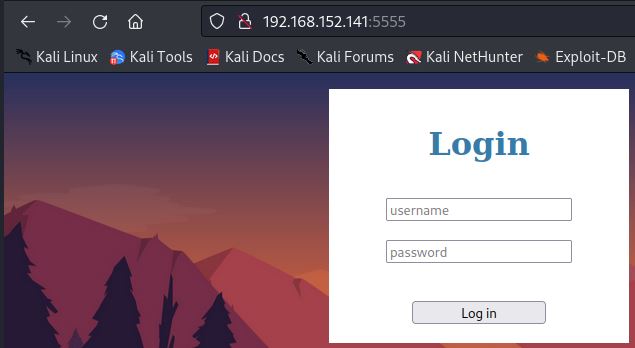 192.168.152.141:5555
Kali Linux Kali Tools Kali Docs Kali Forums Kali NetHunter Exploit-DB
Login
username
password
Log in